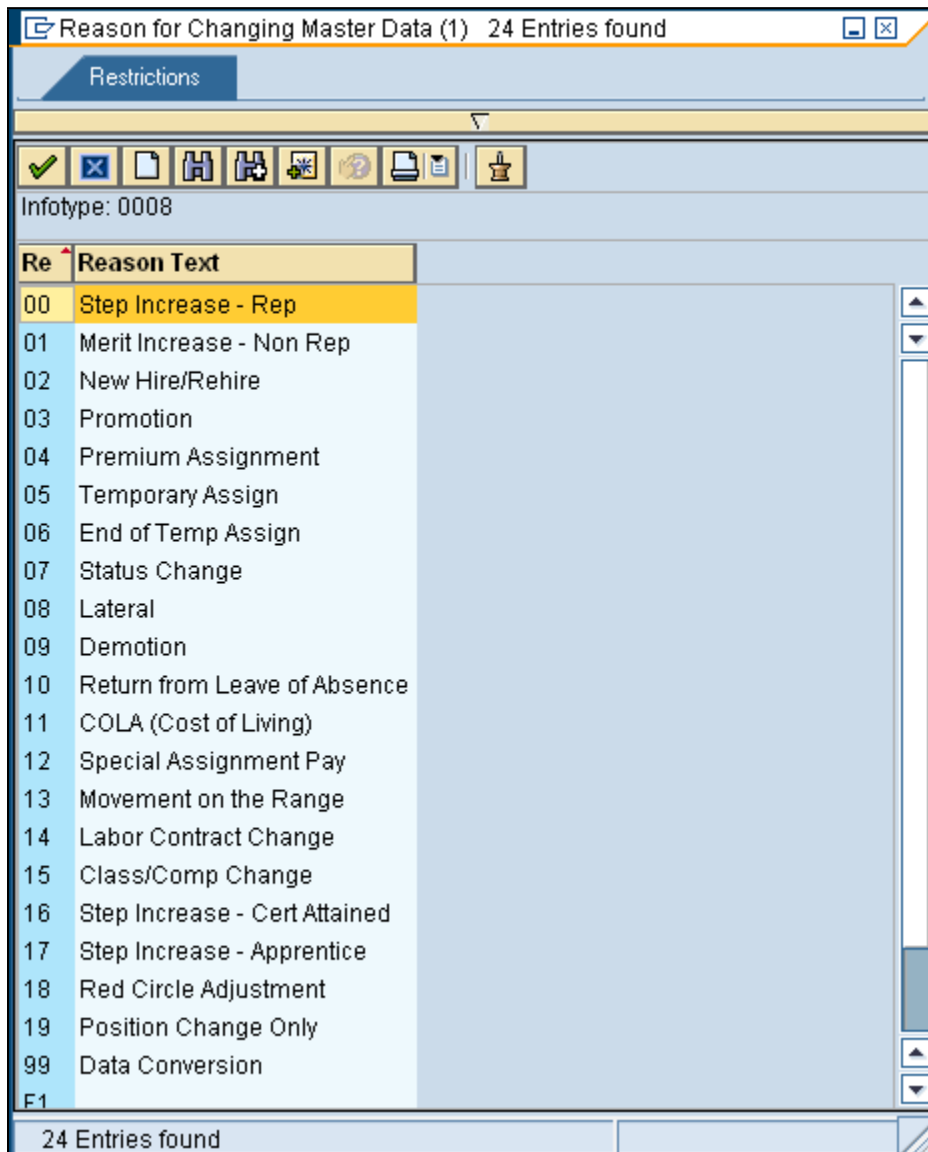 Reason for Changing Master Data (1) 24 Entries found
Restrictions
Infotype: 0008
Re Reason Text
00 Step Increase - Rep
01 Merit Increase - Non Rep
02 New Hire/Rehire
03 Promotion
04 Premium Assignment
05 Temporary Assign
06 End of Temp Assign
07 Status Change
08 Lateral
09 Demotion
10 Return from Leave of Absence
11 COLA (Cost of Living)
12 Special Assignment Pay
13 Movement on the Range
14 Labor Contract Change
15 Class/Comp Change
16 Step Increase - Cert Attained
17 Step Increase - Apprentice
18 Red Circle Adjustment
19 Position Change Only
99 Data Conversion
F1
24 Entries found